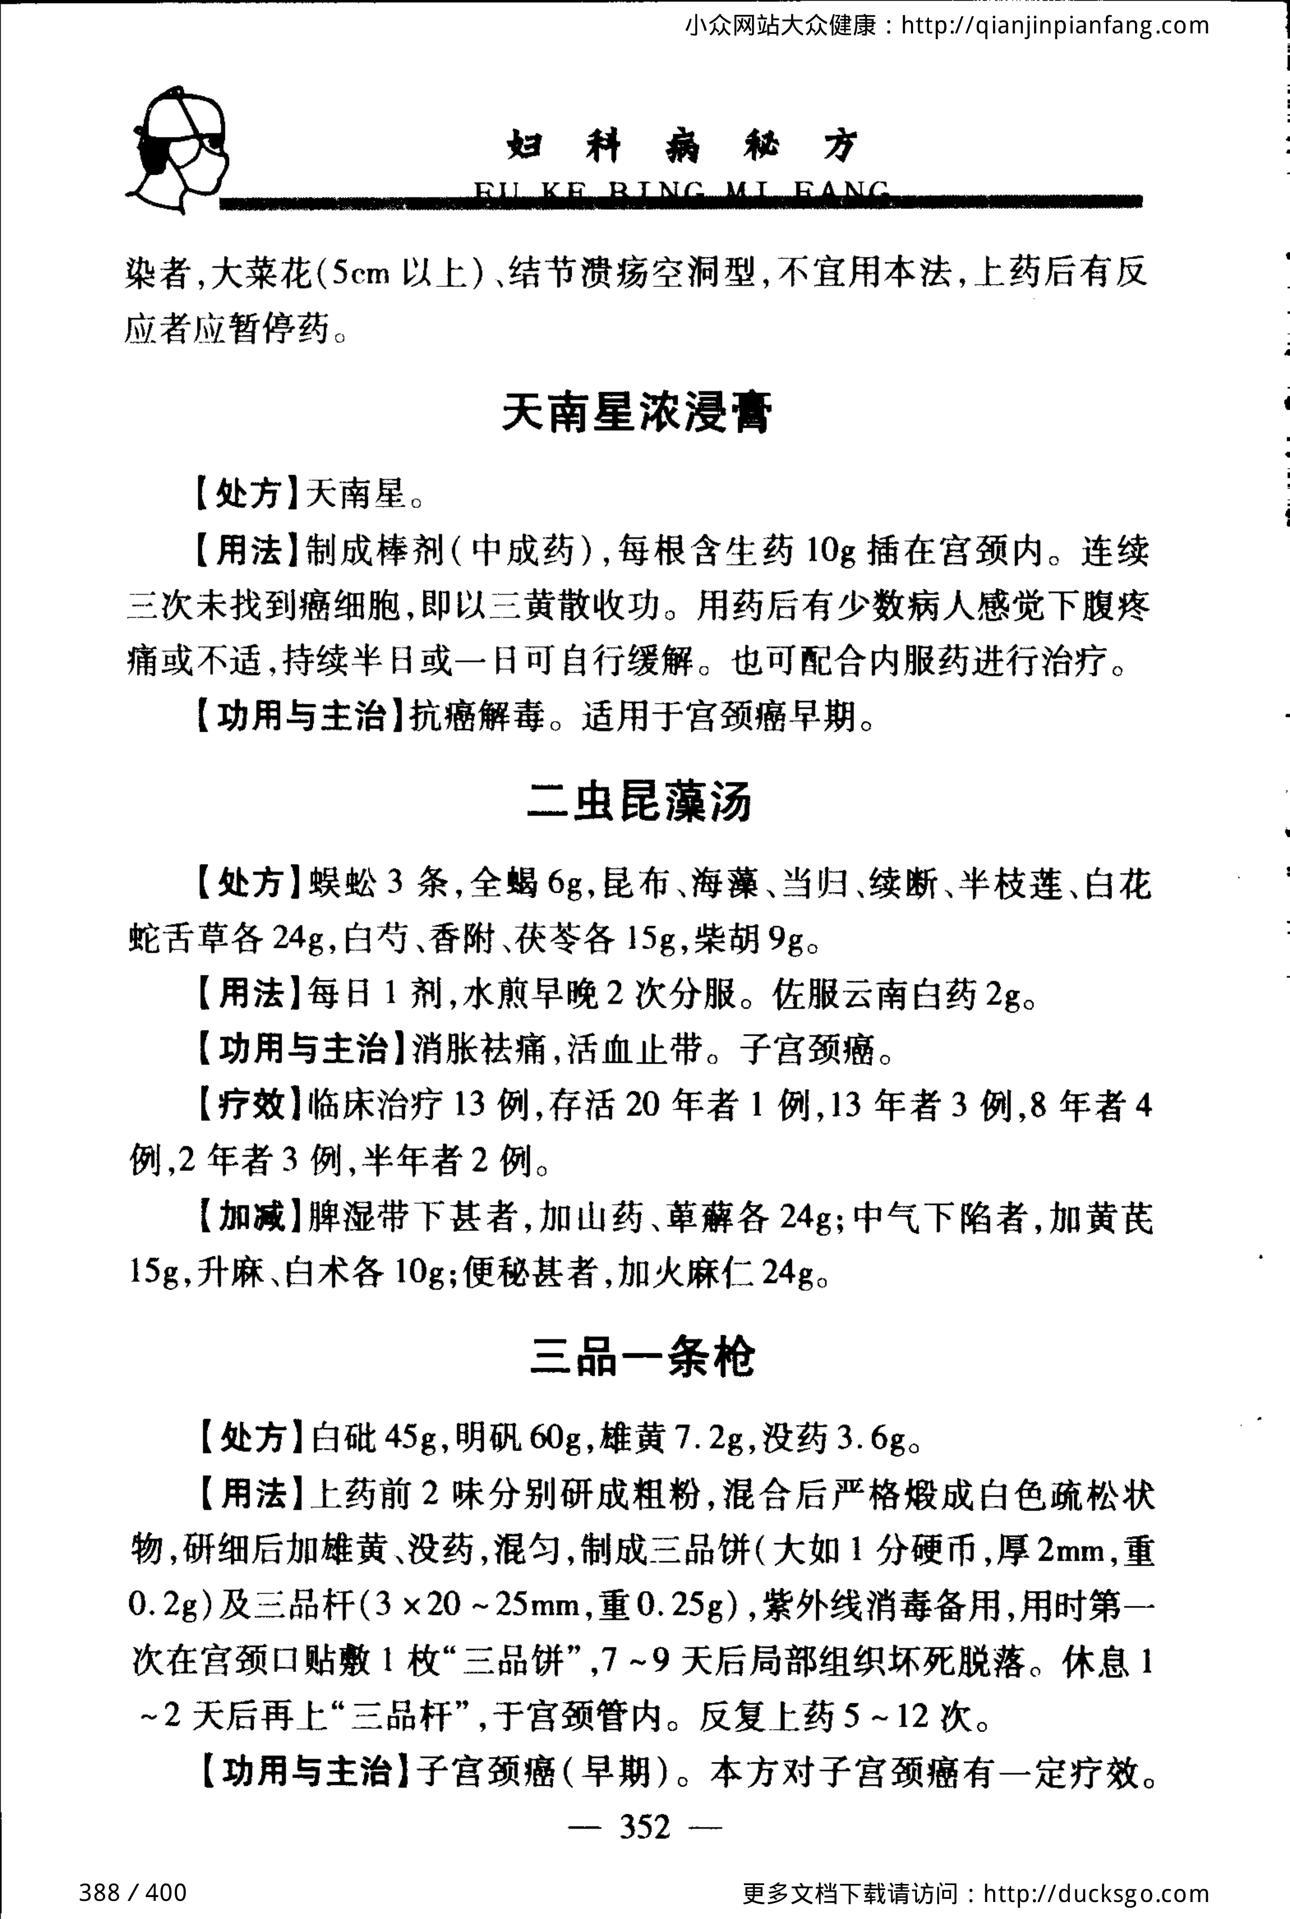 小众网站大众健康：http://qianjinpianfang.com
妇科病秘方
FU KE BING MI FANG
染者,大菜花(5cm 以上)、结节溃疡空洞型,不宜用本法,上药后有反
应者应暂停药。
天南星浓浸膏
【处方】天南星。
【用法】制成棒剂(中成药),每根含生药 10g 插在宫颈内。连续
三次未找到癌细胞,即以三黄散收功。用药后有少数病人感觉下腹疼
痛或不适,持续半日或一日可自行缓解。也可配合内服药进行治疗。
【功用与主治】抗癌解毒。适用于宫颈癌早期。
二虫昆藻汤
【处方】蜈蚣 3 条,全蝎 6g,昆布、海藻、当归、续断、半枝莲、白花
蛇舌草各 24g,白芍、香附、茯苓各 15g,柴胡 9g。
【用法】每日 1 剂,水煎早晚 2 次分服。佐服云南白药 2g。
【功用与主治】消胀祛痛,活血止带。子宫颈癌。
【疗效】临床治疗 13 例,存活 20 年者 1 例,13 年者 3 例,8 年者 4
例,2 年者 3 例,半年者 2 例。
【加减】脾湿带下甚者,加山药、萆薢各 24g;中气下陷者,加黄芪
15g,升麻、白术各 10g;便秘甚者,加火麻仁 24g。
三品一条枪
【处方】白砒 45g,明矾 60g,雄黄 7.2g,没药 3.6g。
【用法】上药前 2 味分别研成粗粉,混合后严格煅成白色疏松状
物,研细后加雄黄、没药,混匀,制成三品饼(大如 1 分硬币,厚 2mm,重
0.2g)及三品杆(3×20~25mm,重 0.25g),紫外线消毒备用,用时第一
次在宫颈口贴敷 1 枚“三品饼”,7~9 天后局部组织坏死脱落。休息 1
~2 天后再上“三品杆”,于宫颈管内。反复上药 5~12 次。
【功用与主治】子宫颈癌(早期)。本方对子宫颈癌有一定疗效。
— 352 —
388 / 400
更多文档下载请访问：http://ducksgo.com